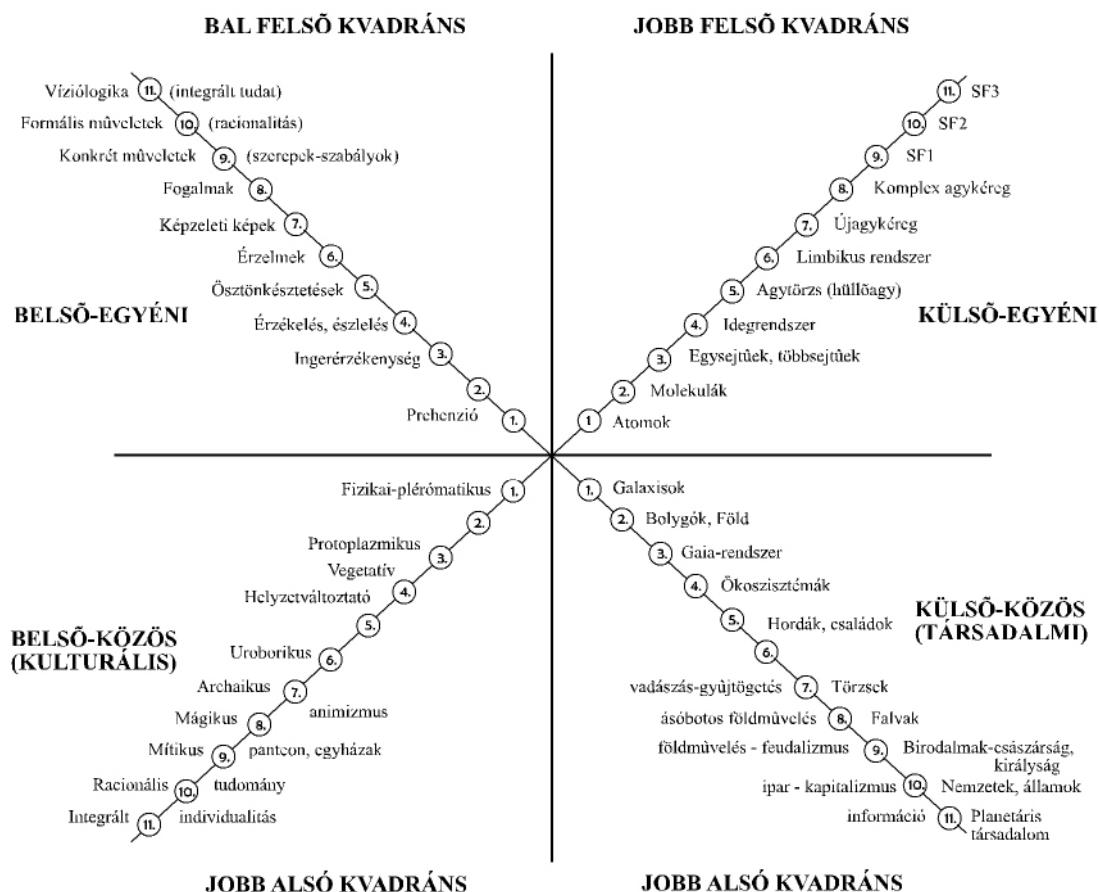 BAL FELSÕ KVADRÁNS
JOBB FELSÕ KVADRÁNS
Víziólogika 11. (integrált tudat)
Formális mûveletek 10. (racionalitás)
Konkrét mûveletek 9. (szerepek-szabályok)
Fogalmak 8.
Képzeleti képek 7.
Érzelmek 6.
Ösztönkésztetések 5.
Érzékelés, észlelés 4.
Ingerérzékenység 3.
2.
Prehenzió 1.
BELSÕ-EGYÉNI
11. SF3
10. SF2
9. SF1
8. Komplex agykéreg
7. Újagykéreg
6. Limbikus rendszer
5. Agytörzs (hüllõagy)
4. Idegrendszer
3. Egysejtûek, többsejtûek
2. Molekulák
1 Atomok
KÜLSÕ-EGYÉNI
Fizikai-plérómatikus 1.
2.
Protoplazmikus 3.
Vegetatív
4.
Helyzetváltoztató
5.
Uroborikus 6.
Archaikus 7.
animizmus
Mágikus 8.
Mítikus 9. panteon, egyházak
Racionális 10. tudomány
Integrált 11. individualitás
BELSÕ-KÖZÖS
(KULTURÁLIS)
1. Galaxisok
2. Bolygók, Föld
3. Gaia-rendszer
4. Ökoszisztémák
5.
Hordák, családok
6.
vadászás-gyûjtögetés 7. Törzsek
ásóbotos földmûvelés 8. Falvak
földmûvelés - feudalizmus 9. Birodalmak-császárság,
királyság
ipar - kapitalizmus 10. Nemzetek, államok
információ 11. Planetáris
társadalom
KÜLSÕ-KÖZÖS
(TÁRSADALMI)
JOBB ALSÓ KVADRÁNS
JOBB ALSÓ KVADRÁNS